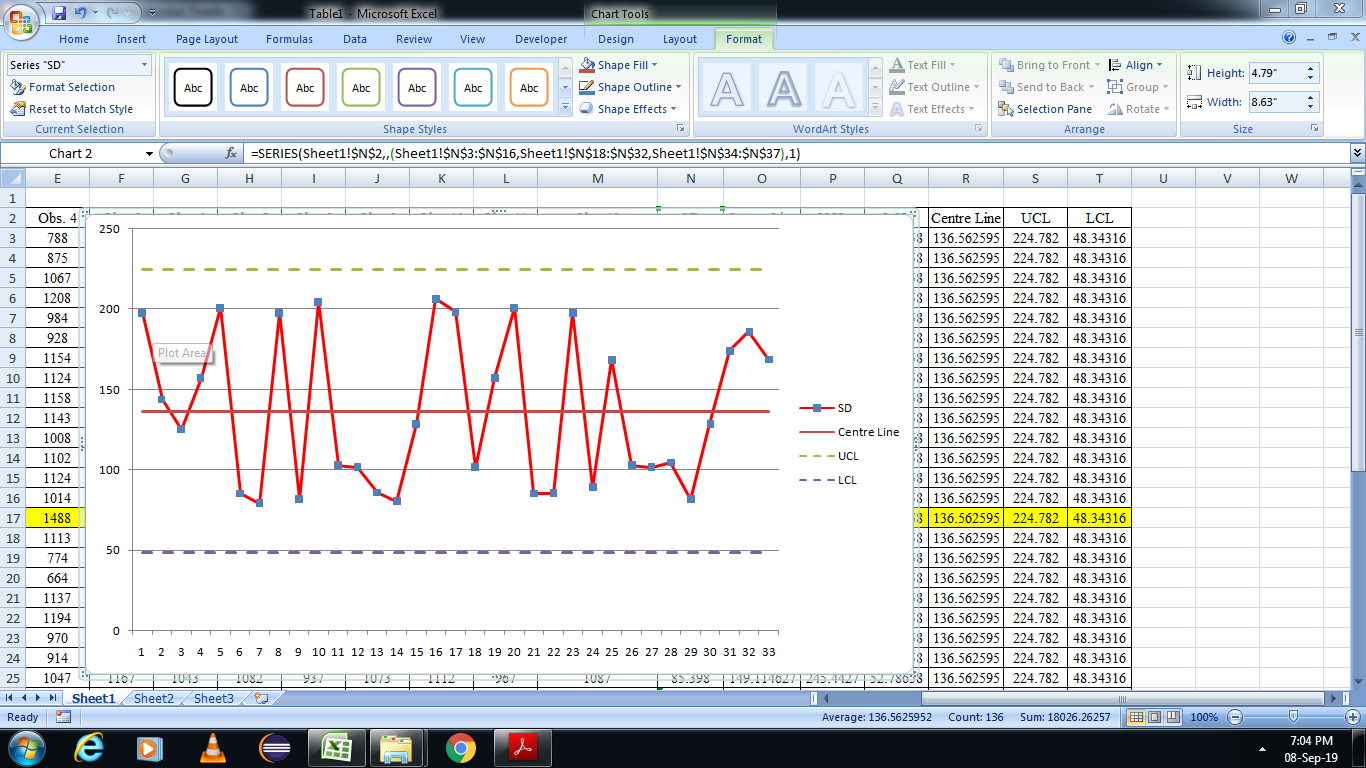 Table1 - Microsoft Excel
Chart Tools
Home Insert Page Layout Formulas Data Review View Developer Design Layout Format
Series "SD"
Format Selection
Reset to Match Style
Current Selection
Abc Abc Abc Abc Abc Abc Abc
Shape Fill
Shape Outline
Shape Effects
Shape Styles
A A A
Text Fill
Text Outline
Text Effects
WordArt Styles
Bring to Front
Send to Back
Selection Pane
Align
Group
Rotate
Arrange
Height: 4.79"
Width: 8.63"
Size
Chart 2 fx =SERIES(Sheet1!$N$2,,(Sheet1!$N$3:$N$16,Sheet1!$N$18:$N$32,Sheet1!$N$34:$N$37),1)
E F G H I J K L M N O P Q R S T U V W
1
2 Obs. 4 Centre Line UCL LCL
3 788 136.562595 224.782 48.34316
4 875 136.562595 224.782 48.34316
5 1067 136.562595 224.782 48.34316
6 1208 136.562595 224.782 48.34316
7 984 136.562595 224.782 48.34316
8 928 136.562595 224.782 48.34316
9 1154 136.562595 224.782 48.34316
10 1124 136.562595 224.782 48.34316
11 1158 136.562595 224.782 48.34316
12 1143 136.562595 224.782 48.34316
13 1008 136.562595 224.782 48.34316
14 1102 136.562595 224.782 48.34316
15 1124 136.562595 224.782 48.34316
16 1014 136.562595 224.782 48.34316
17 1488 136.562595 224.782 48.34316
18 1113 136.562595 224.782 48.34316
19 774 136.562595 224.782 48.34316
20 664 136.562595 224.782 48.34316
21 1137 136.562595 224.782 48.34316
22 1194 136.562595 224.782 48.34316
23 970 136.562595 224.782 48.34316
24 914 136.562595 224.782 48.34316
25 1047 1167 1043 1082 937 1073 1112 967 1087 85.398 149.114627 245.4427 52.78658 136.562595 224.782 48.34316
250
200
150
100
50
0
Plot Area
1 2 3 4 5 6 7 8 9 10 11 12 13 14 15 16 17 18 19 20 21 22 23 24 25 26 27 28 29 30 31 32 33
SD
Centre Line
UCL
LCL
Sheet1 Sheet2 Sheet3
Ready Average: 136.5625952 Count: 136 Sum: 18026.26257 100%
7:04 PM
08-Sep-19